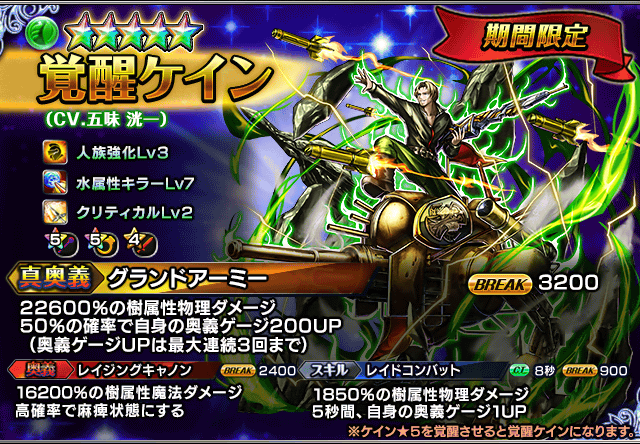 期間限定
覚醒ケイン
(CV.五昧 洸一)
人族強化Lv3
水属性キラーLv7
クリティカルLv2
5 5 4
真奥義 グランドアーミー BREAK 3200
22600%の樹属性物理ダメージ
50%の確率で自身の奥義ゲージ200UP
(奥義ゲージUPは最大連続3回まで)
奥義 レイジングキャノン BREAK 2400
16200%の樹属性魔法ダメージ
高確率で麻痺状態にする
スキル レイドコンバット CT 8秒 BREAK 900
1850%の樹属性物理ダメージ
5秒間、自身の奥義ゲージ1UP
※ケイン★5を覚醒させると覚醒ケインになります。